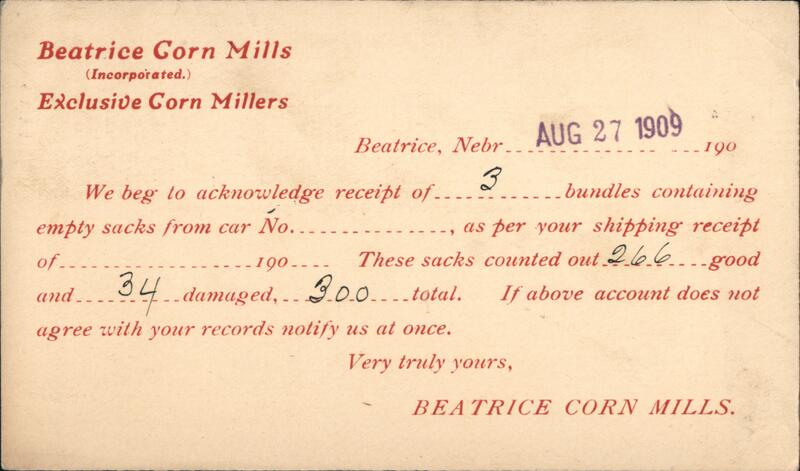 Beatrice Corn Mills
(Incorporated.)
Exclusive Corn Millers
Beatrice, Nebr. AUG 27 1909 190
We beg to acknowledge receipt of 3 bundles containing
empty sacks from car No. , as per your shipping receipt
of 190 These sacks counted out 266 good
and 34 damaged, 300 total. If above account does not
agree with your records notify us at once.
Very truly yours,
BEATRICE CORN MILLS.